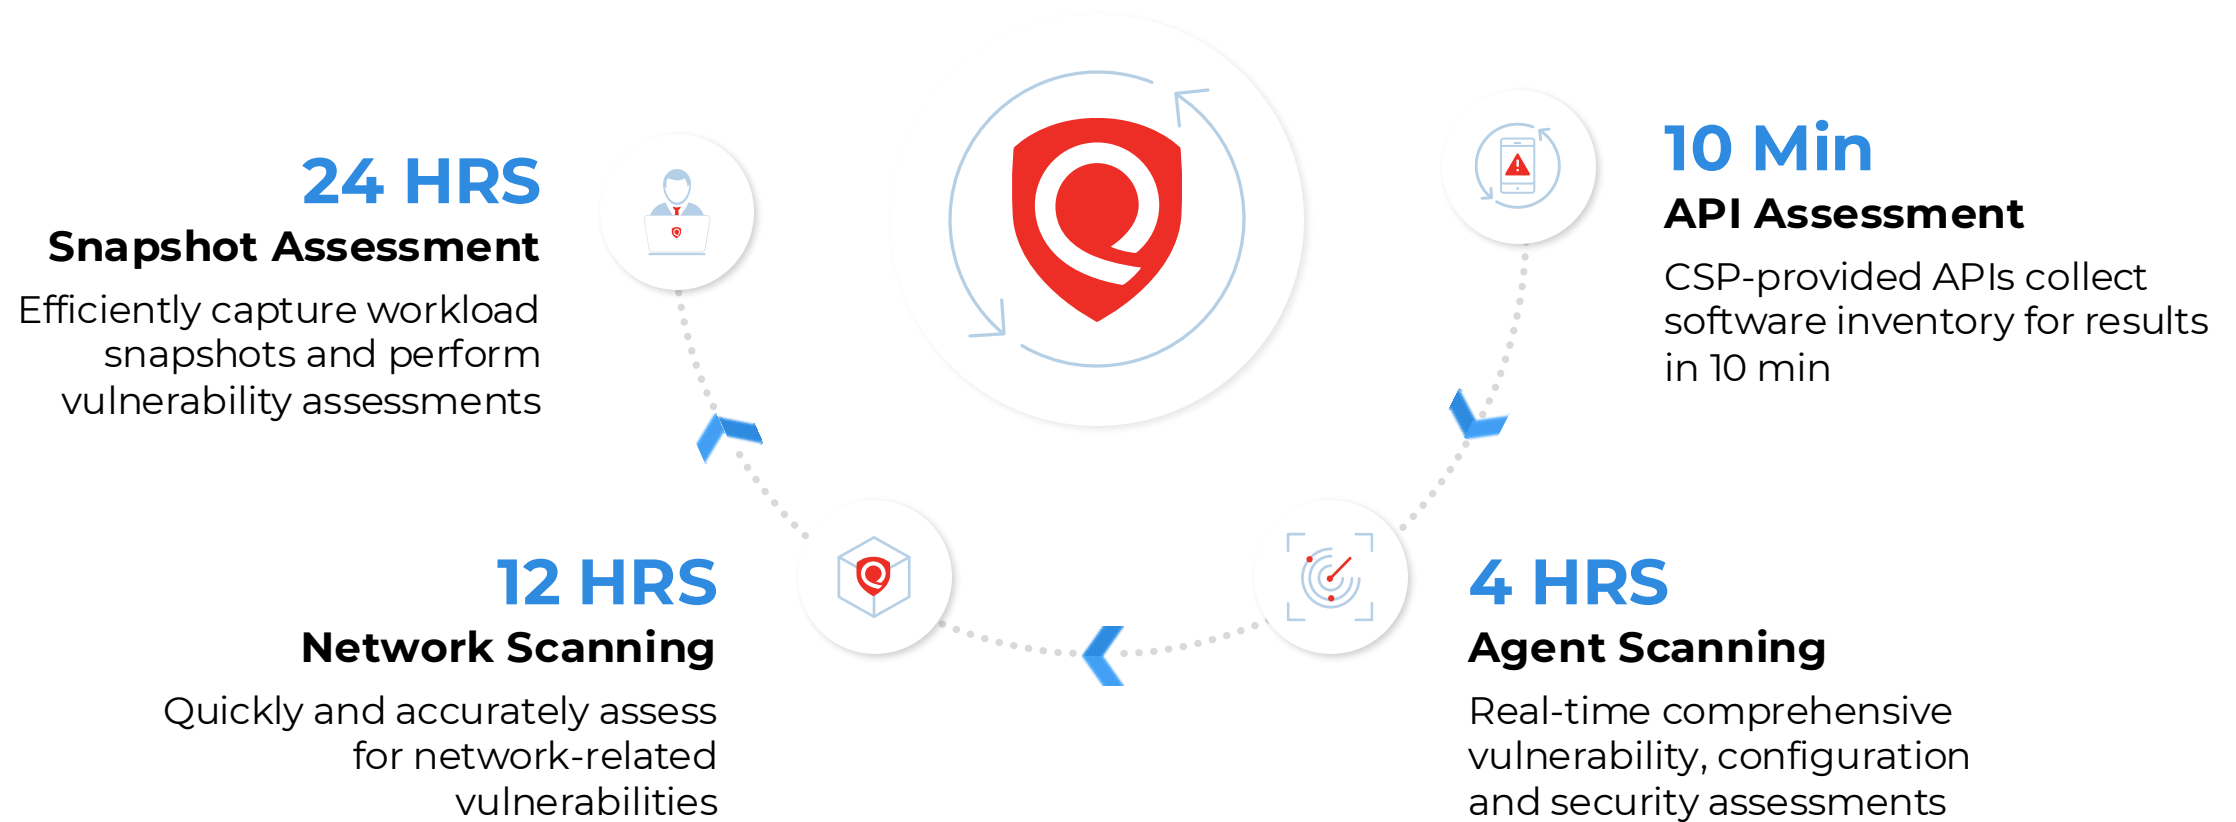 24 HRS
Snapshot Assessment
Efficiently capture workload
snapshots and perform
vulnerability assessments
10 Min
API Assessment
CSP-provided APIs collect
software inventory for results
in 10 min
12 HRS
Network Scanning
Quickly and accurately assess
for network-related
vulnerabilities
4 HRS
Agent Scanning
Real-time comprehensive
vulnerability, configuration
and security assessments